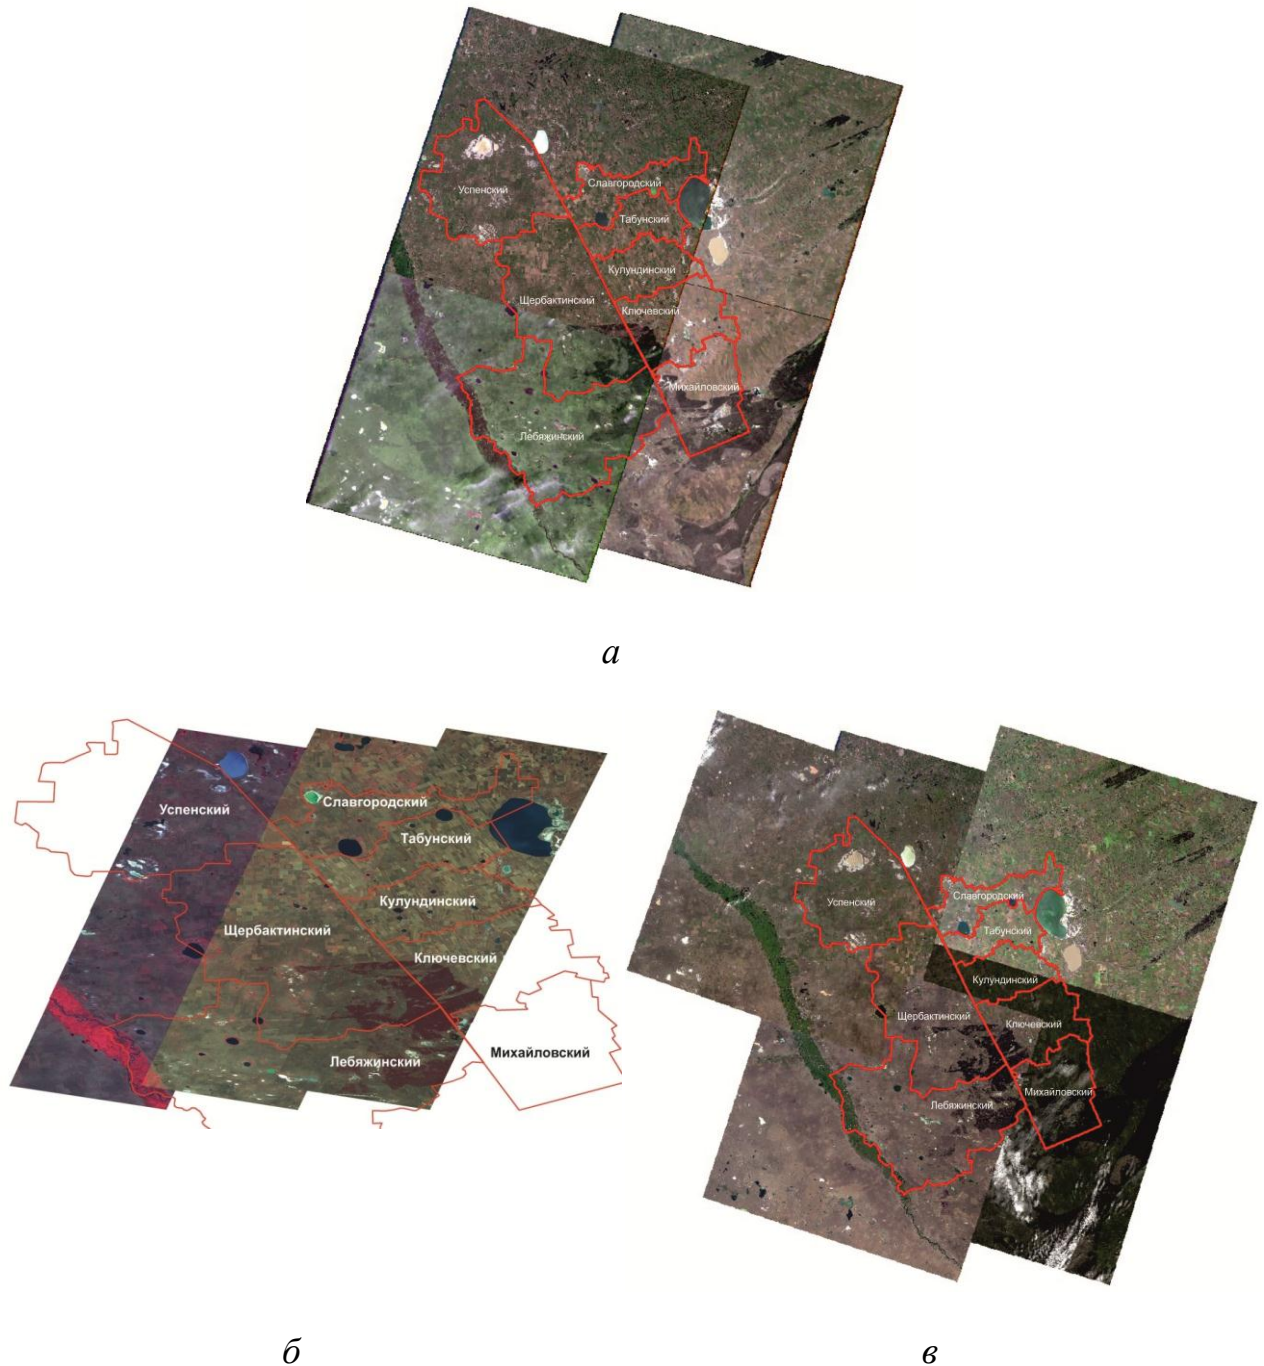 Успенский
Славгородский
Табунский
Кулундинский
Щербактинский
Ключевский
Михайловский
Лебяжинский
а
Успенский
Славгородский
Табунский
Кулундинский
Щербактинский
Ключевский
Михайловский
Лебяжинский
Успенский
Славгородский
Табунский
Кулундинский
Щербактинский
Ключевский
Михайловский
Лебяжинский
б
в